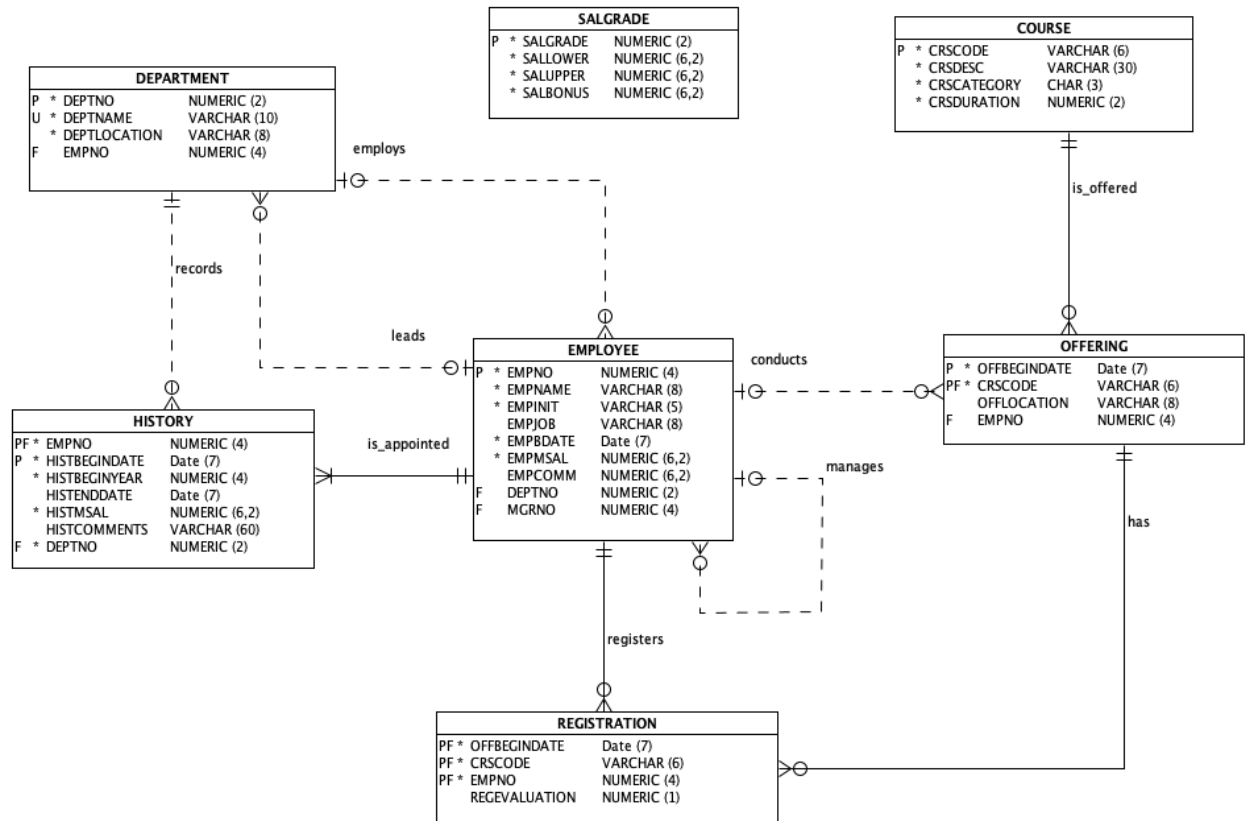 SALGRADE
P * SALGRADE NUMERIC (2)
* SALLOWER NUMERIC (6,2)
* SALUPPER NUMERIC (6,2)
* SALBONUS NUMERIC (6,2)
COURSE
P * CRSCODE VARCHAR (6)
* CRSDESC VARCHAR (30)
* CRSCATEGORY CHAR (3)
* CRSDURATION NUMERIC (2)
DEPARTMENT
P * DEPTNO NUMERIC (2)
U * DEPTNAME VARCHAR (10)
* DEPTLOCATION VARCHAR (8)
F EMPNO NUMERIC (4)
employs
is_offered
records
leads
EMPLOYEE
P * EMPNO NUMERIC (4)
* EMPNAME VARCHAR (8)
* EMPINIT VARCHAR (5)
EMPJOB VARCHAR (8)
* EMPBDATE Date (7)
* EMPMSAL NUMERIC (6,2)
EMPCOMM NUMERIC (6,2)
F DEPTNO NUMERIC (2)
F MGRNO NUMERIC (4)
conducts
OFFERING
P * OFFBEGINDATE Date (7)
PF * CRSCODE VARCHAR (6)
OFFLOCATION VARCHAR (8)
F EMPNO NUMERIC (4)
HISTORY
PF * EMPNO NUMERIC (4)
P * HISTBEGINDATE Date (7)
* HISTBEGINYEAR NUMERIC (4)
HISTENDDATE Date (7)
* HISTMSAL NUMERIC (6,2)
HISTCOMMENTS VARCHAR (60)
F * DEPTNO NUMERIC (2)
is_appointed
manages
has
registers
REGISTRATION
PF * OFFBEGINDATE Date (7)
PF * CRSCODE VARCHAR (6)
PF * EMPNO NUMERIC (4)
REGEVALUATION NUMERIC (1)